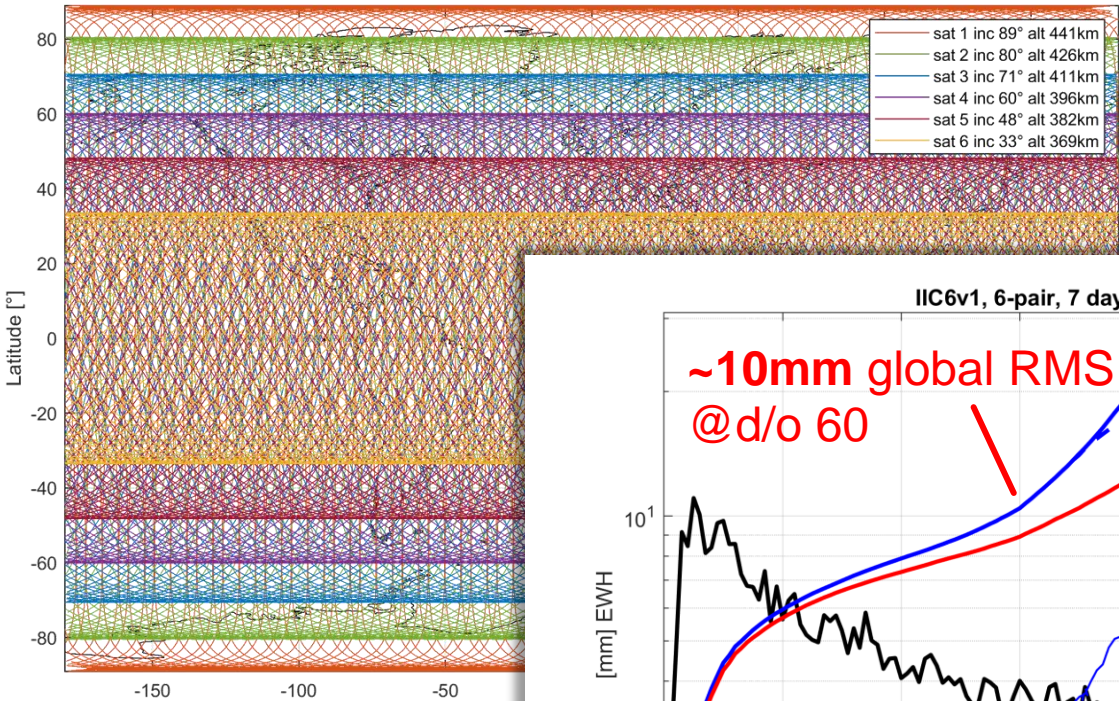 sat 1 inc 89° alt 441km
sat 2 inc 80° alt 426km
sat 3 inc 71° alt 411km
sat 4 inc 60° alt 396km
sat 5 inc 48° alt 382km
sat 6 inc 33° alt 369km
80
60
40
20
0
-20
-40
-60
-80
Latitude [°]
-150
-100
-50
IIC6v1, 6-pair, 7 day
~10mm global RMS
@d/o 60
10¹
[mm] EWH